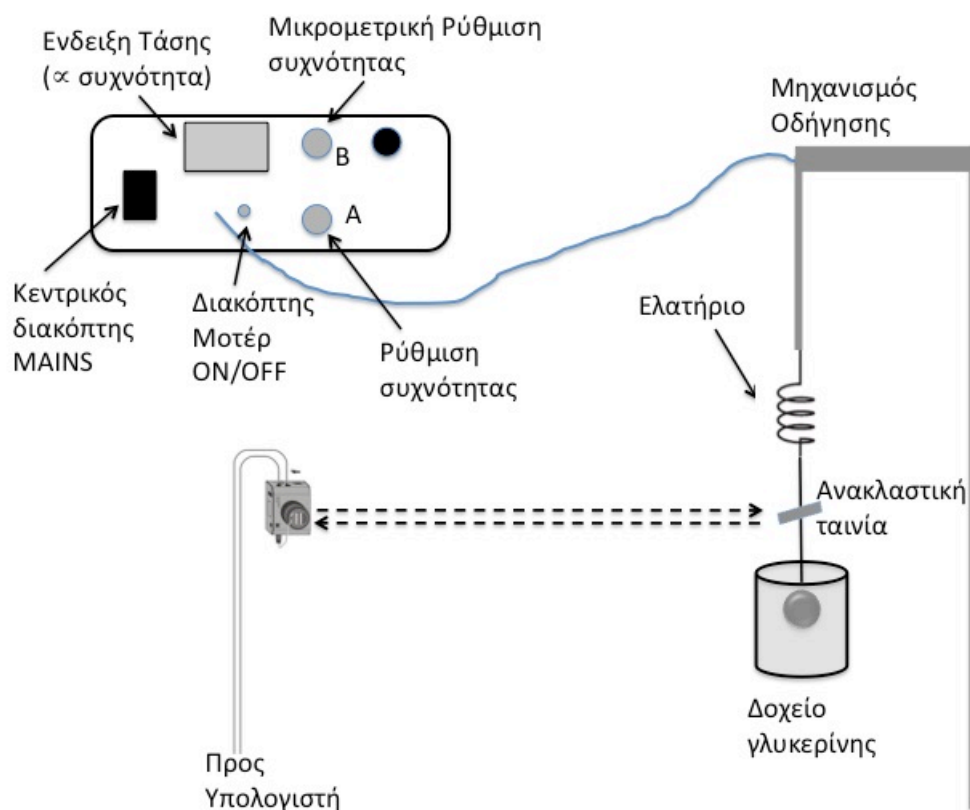 Ενδειξη Τάσης
(∝ συχνότητα)
Μικρομετρική Ρύθμιση
συχνότητας
Μηχανισμός
Οδήγησης
B
A
Κεντρικός
διακόπτης
MAINS
Διακόπτης
Μοτέρ
ON/OFF
Ρύθμιση
συχνότητας
Ελατήριο
Ανακλαστική
ταινία
Δοχείο
γλυκερίνης
Προς
Υπολογιστή